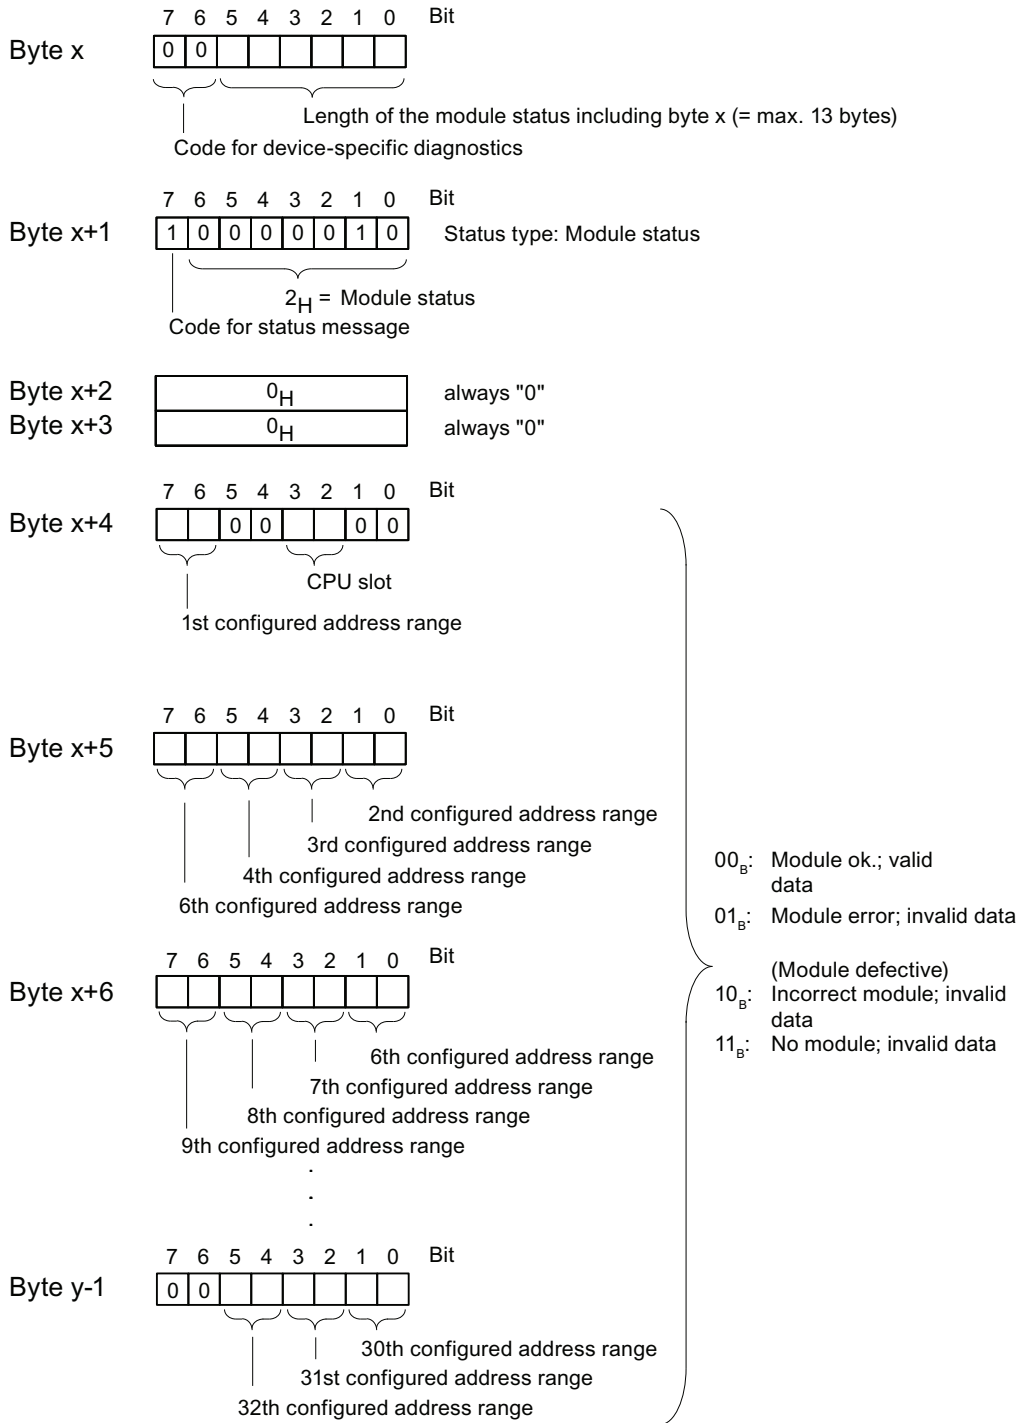 7 6 5 4 3 2 1 0 Bit
Byte x 0 0
Length of the module status including byte x (= max. 13 bytes)
Code for device-specific diagnostics
7 6 5 4 3 2 1 0 Bit
Byte x+1 1 0 0 0 0 0 1 0 Status type: Module status
2H = Module status
Code for status message
Byte x+2 0H always "0"
Byte x+3 0H always "0"
7 6 5 4 3 2 1 0 Bit
Byte x+4 0 0 0 0
CPU slot
1st configured address range
7 6 5 4 3 2 1 0 Bit
Byte x+5
2nd configured address range
3rd configured address range
4th configured address range
6th configured address range
00B: Module ok.; valid
data
01B: Module error; invalid data
(Module defective)
10B: Incorrect module; invalid
data
11B: No module; invalid data
7 6 5 4 3 2 1 0 Bit
Byte x+6
6th configured address range
7th configured address range
8th configured address range
9th configured address range
.
.
.
7 6 5 4 3 2 1 0 Bit
Byte y-1 0 0
30th configured address range
31st configured address range
32th configured address range